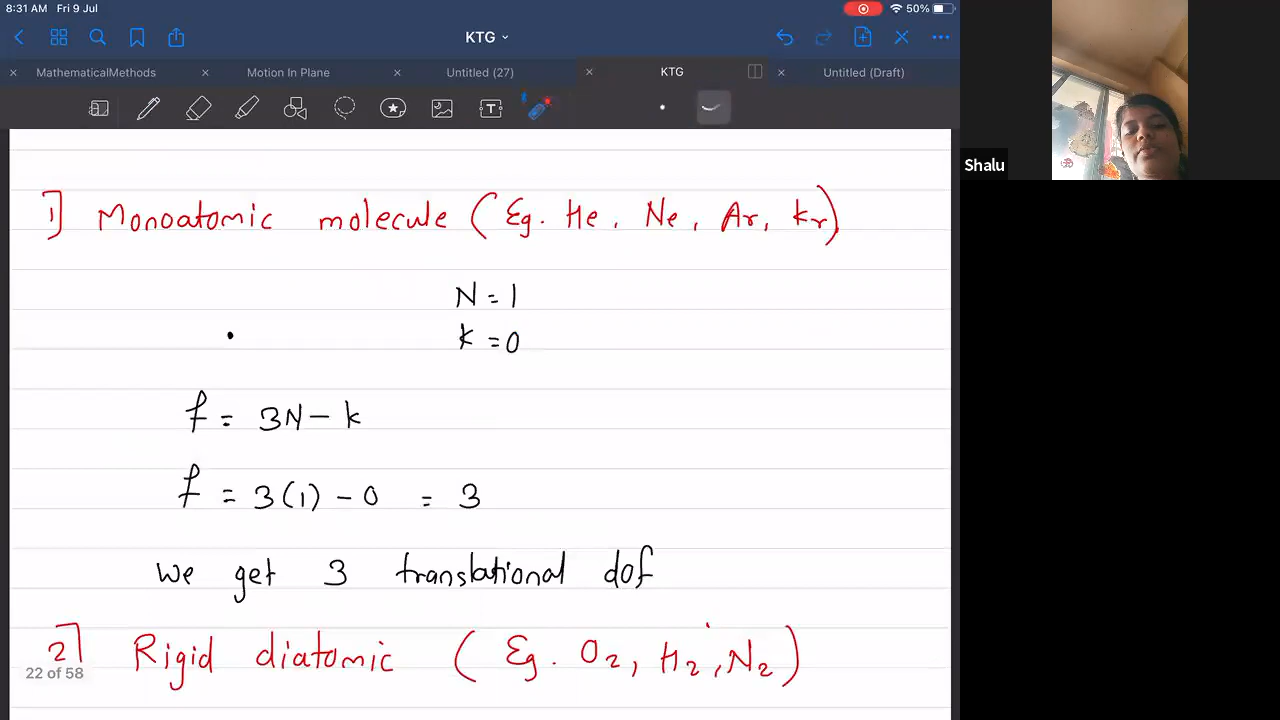 8:31 AM Fri 9 Jul
50%
KTG
MathematicalMethods
Motion In Plane
Untitled (27)
KTG
Untitled (Draft)
T
Shalu
1] Monoatomic molecule (Eg. He, Ne, Ar, Kr)
N = 1
k = 0
f = 3N - k
f = 3(1) - 0 = 3
We get 3 translational dof
2] Rigid diatomic (Eg. O2, H2, N2)
22 of 58